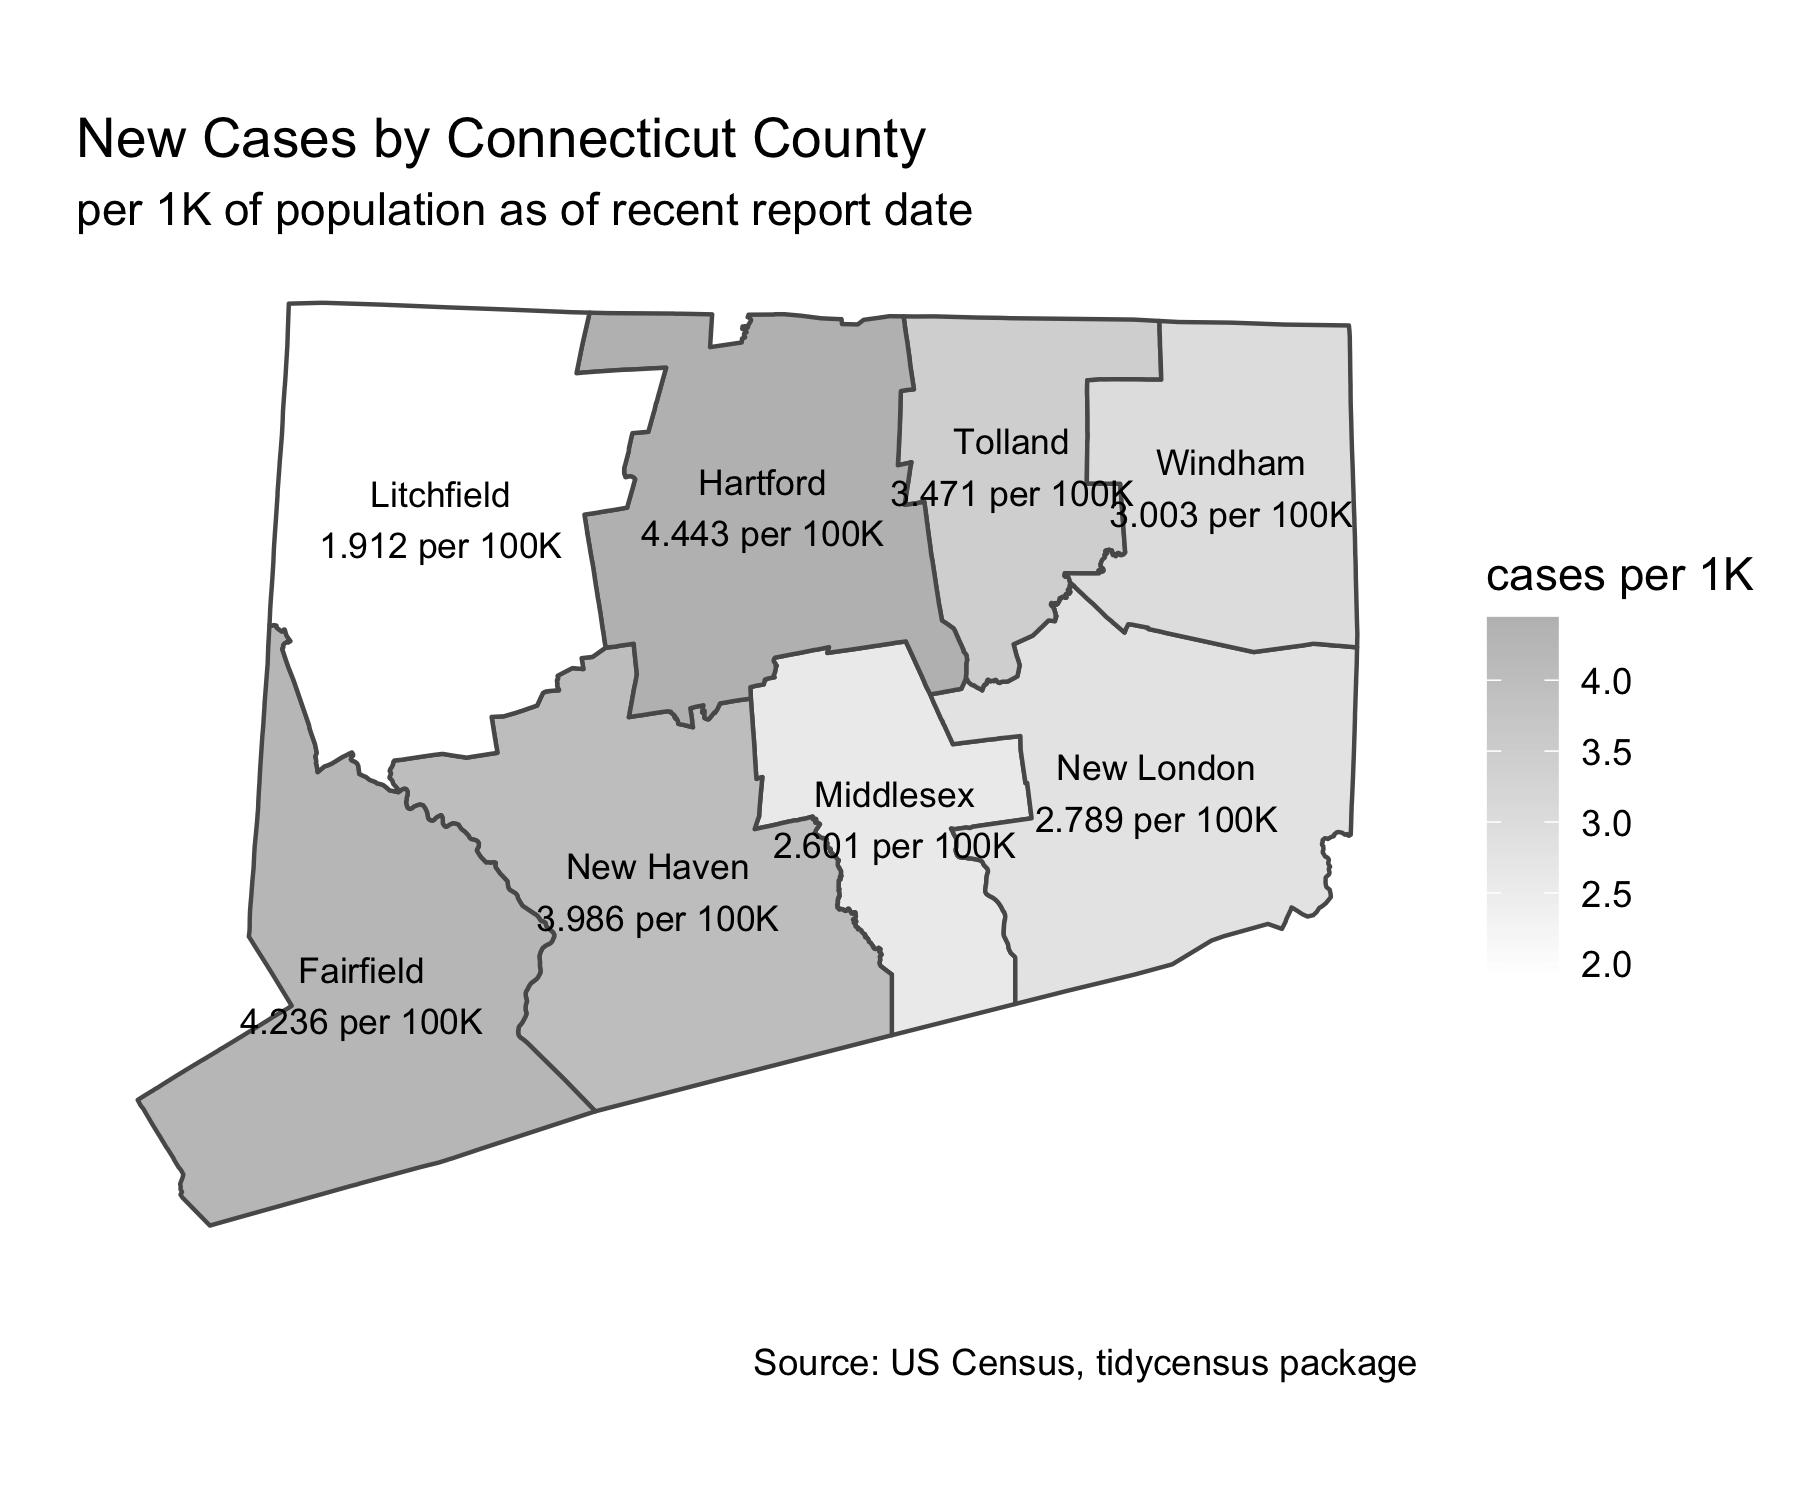 New Cases by Connecticut County
per 1K of population as of recent report date
Litchfield
1.912 per 100K
Hartford
4.443 per 100K
Tolland
3.471 per 100K
Windham
3.003 per 100K
New London
2.789 per 100K
Middlesex
2.601 per 100K
New Haven
3.986 per 100K
Fairfield
4.236 per 100K
cases per 1K
4.0
3.5
3.0
2.5
2.0
Source: US Census, tidycensus package